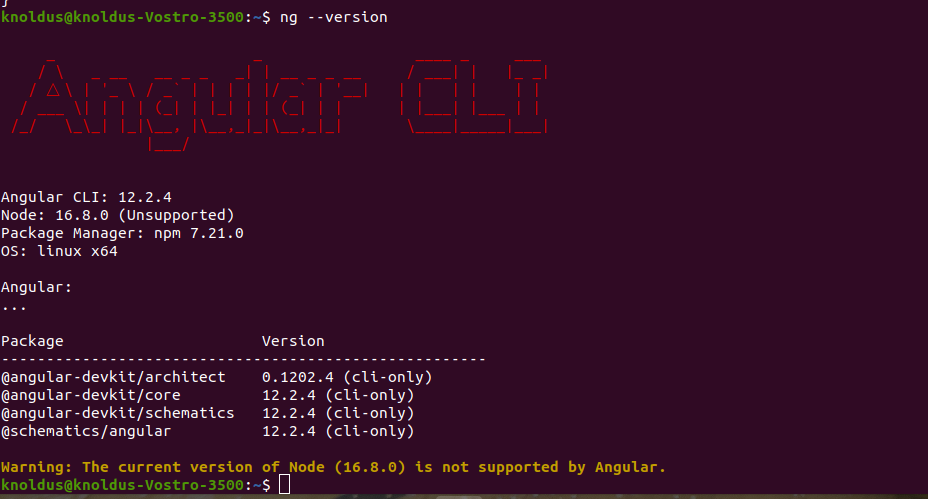 }
knoldus@knoldus-Vostro-3500:~$ ng --version
Angular CLI
Angular CLI: 12.2.4
Node: 16.8.0 (Unsupported)
Package Manager: npm 7.21.0
OS: linux x64
Angular:
...
Package Version
------------------------------------------------------
@angular-devkit/architect 0.1202.4 (cli-only)
@angular-devkit/core 12.2.4 (cli-only)
@angular-devkit/schematics 12.2.4 (cli-only)
@schematics/angular 12.2.4 (cli-only)
Warning: The current version of Node (16.8.0) is not supported by Angular.
knoldus@knoldus-Vostro-3500:~$